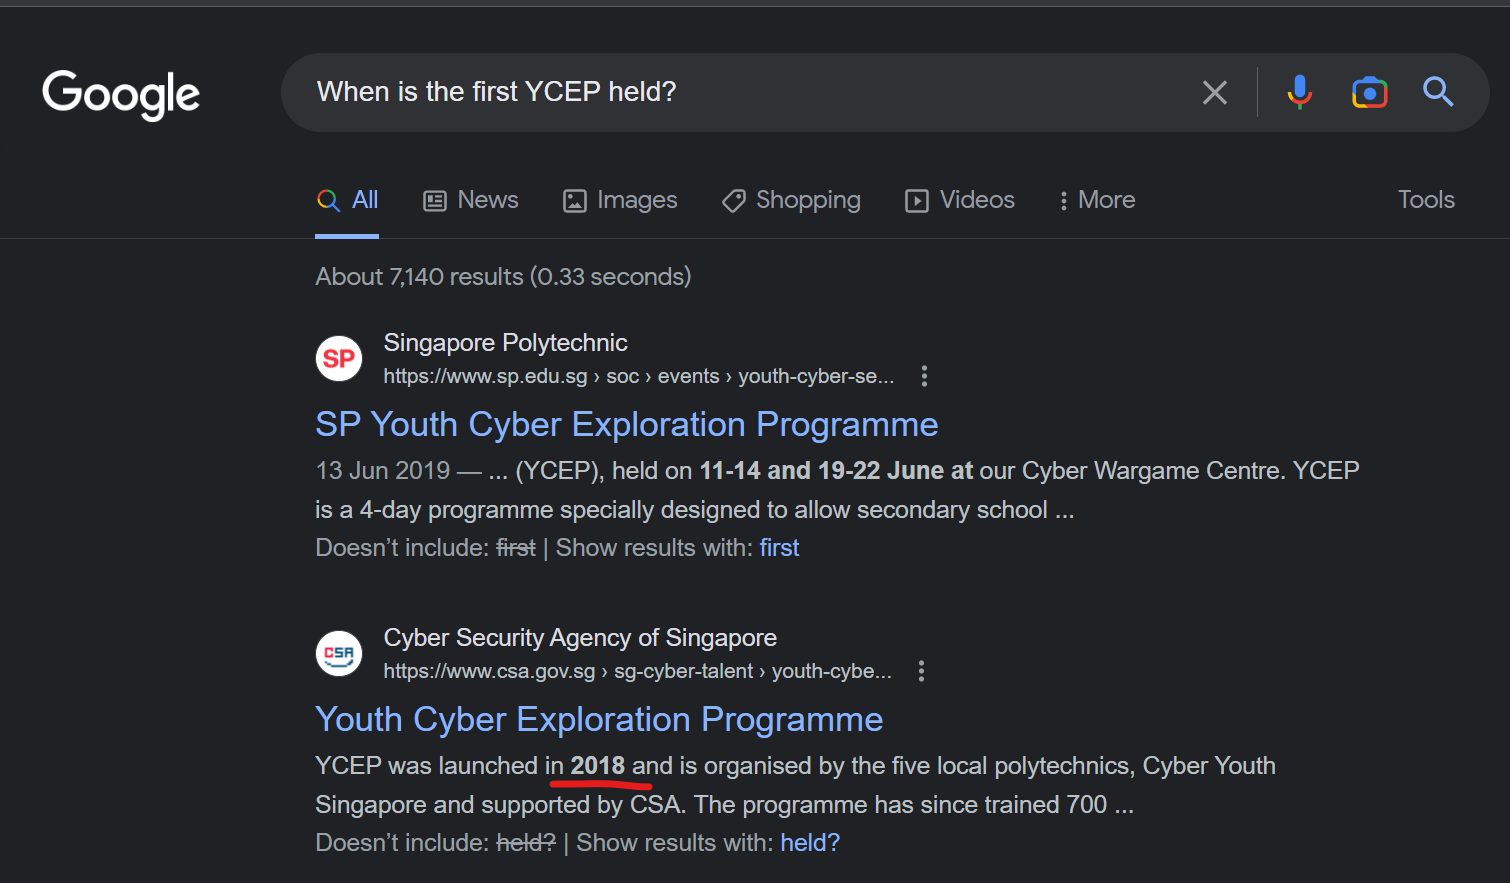 Google
When is the first YCEP held?
All News Images Shopping Videos More Tools
About 7,140 results (0.33 seconds)
SP
Singapore Polytechnic
https://www.sp.edu.sg › soc › events › youth-cyber-se...
SP Youth Cyber Exploration Programme
13 Jun 2019 — ... (YCEP), held on 11-14 and 19-22 June at our Cyber Wargame Centre. YCEP
is a 4-day programme specially designed to allow secondary school ...
Doesn't include: first | Show results with: first
CSA
Cyber Security Agency of Singapore
https://www.csa.gov.sg › sg-cyber-talent › youth-cybe...
Youth Cyber Exploration Programme
YCEP was launched in 2018 and is organised by the five local polytechnics, Cyber Youth
Singapore and supported by CSA. The programme has since trained 700 ...
Doesn't include: held? | Show results with: held?